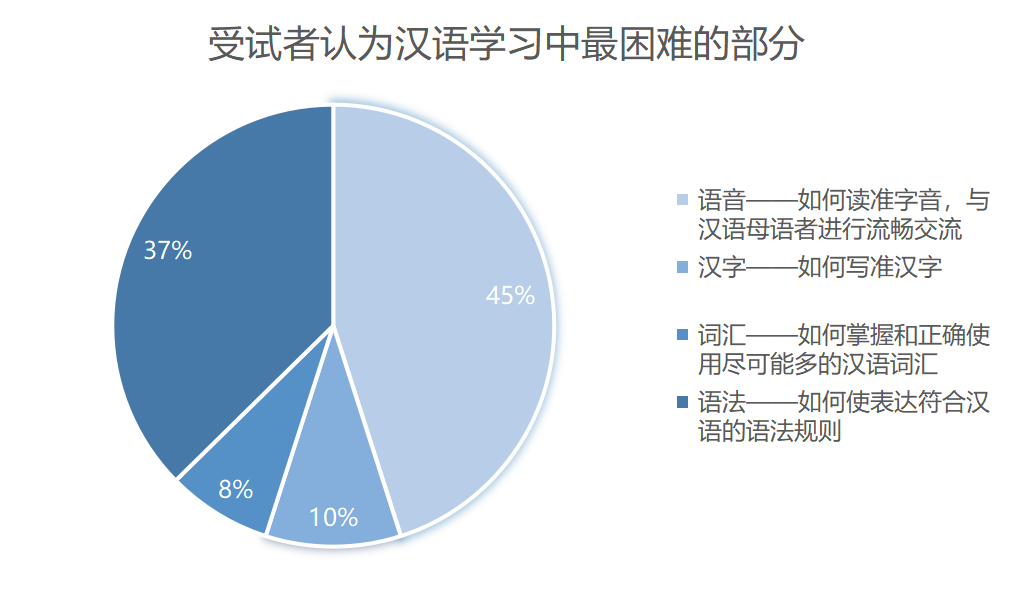 受试者认为汉语学习中最困难的部分
37%
45%
8%
10%
语音——如何读准字音，与
汉语母语者进行流畅交流
汉字——如何写准汉字
词汇——如何掌握和正确使
用尽可能多的汉语词汇
语法——如何使表达符合汉
语的语法规则